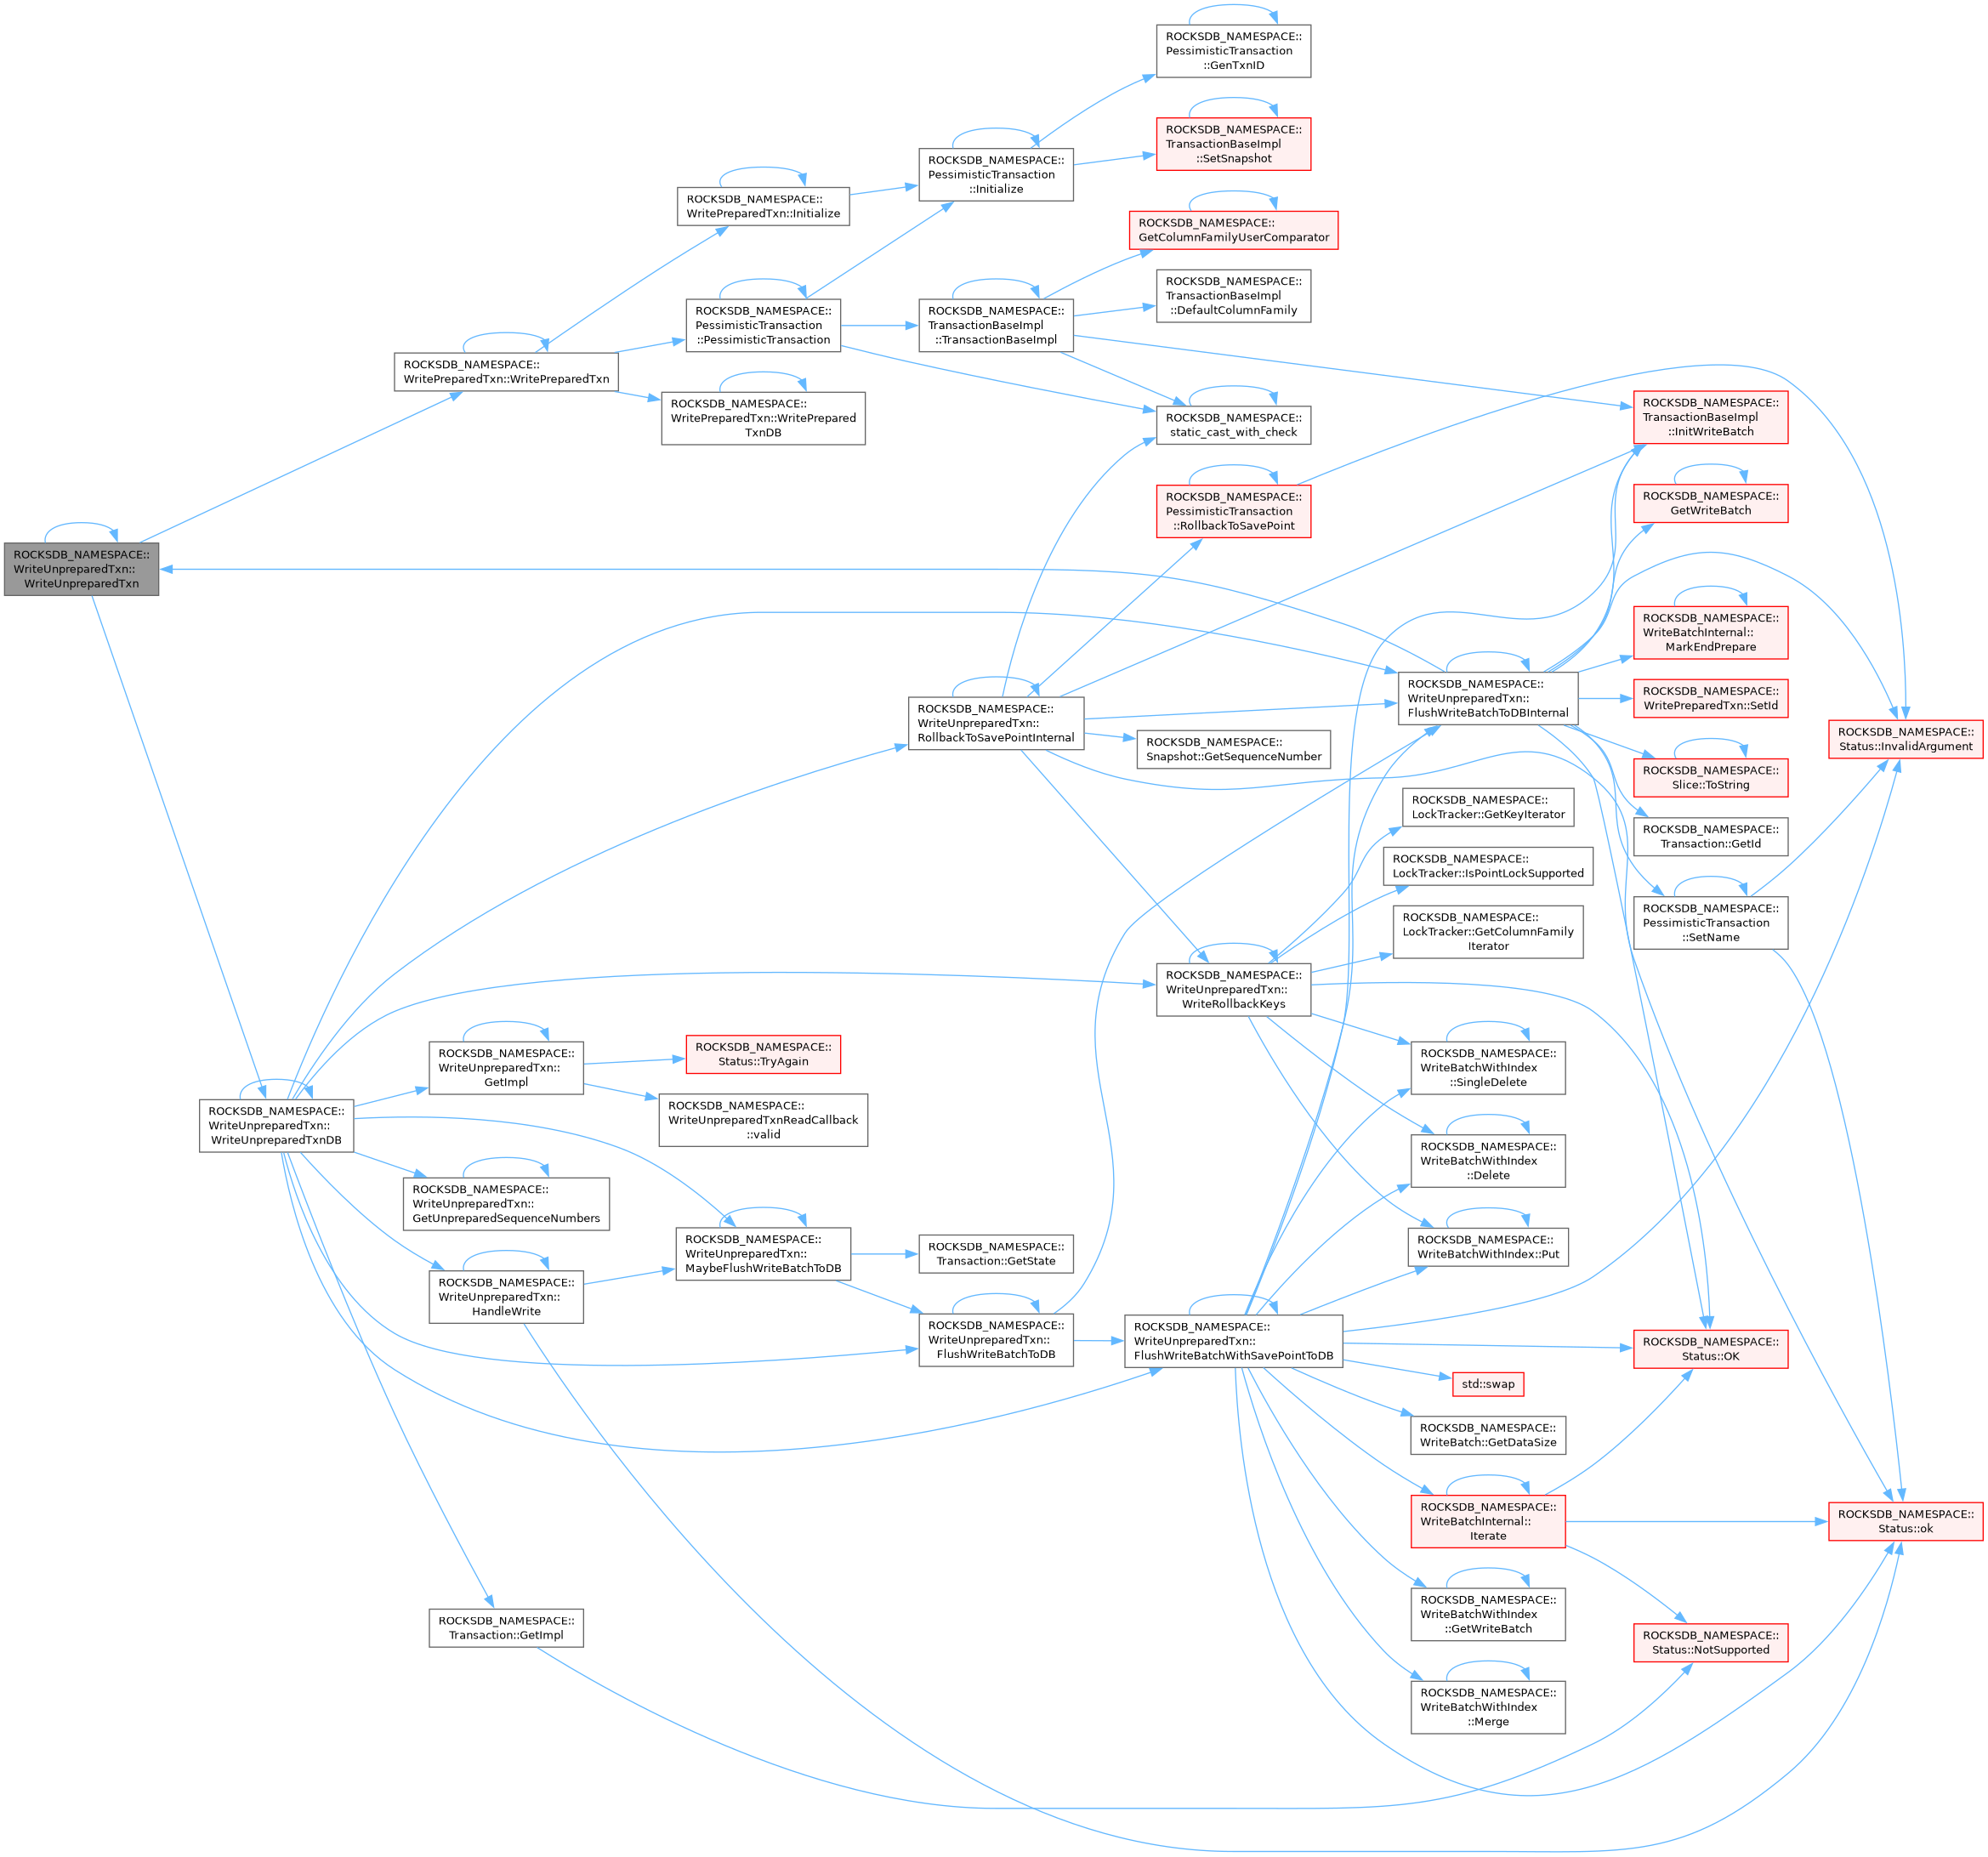 ROCKSDB_NAMESPACE::
WriteUnpreparedTxn::
WriteUnpreparedTxn
ROCKSDB_NAMESPACE::
WritePreparedTxn::WritePreparedTxn
ROCKSDB_NAMESPACE::
WritePreparedTxn::Initialize
ROCKSDB_NAMESPACE::
PessimisticTransaction
::Initialize
ROCKSDB_NAMESPACE::
PessimisticTransaction
::GenTxnID
ROCKSDB_NAMESPACE::
TransactionBaseImpl
::SetSnapshot
ROCKSDB_NAMESPACE::
PessimisticTransaction
::PessimisticTransaction
ROCKSDB_NAMESPACE::
TransactionBaseImpl
::TransactionBaseImpl
ROCKSDB_NAMESPACE::
GetColumnFamilyUserComparator
ROCKSDB_NAMESPACE::
TransactionBaseImpl
::DefaultColumnFamily
ROCKSDB_NAMESPACE::
static_cast_with_check
ROCKSDB_NAMESPACE::
TransactionBaseImpl
::InitWriteBatch
ROCKSDB_NAMESPACE::
WritePreparedTxn::WritePrepared
TxnDB
ROCKSDB_NAMESPACE::
WriteUnpreparedTxn::
WriteUnpreparedTxnDB
ROCKSDB_NAMESPACE::
WriteUnpreparedTxn::
RollbackToSavePointInternal
ROCKSDB_NAMESPACE::
PessimisticTransaction
::RollbackToSavePoint
ROCKSDB_NAMESPACE::
Snapshot::GetSequenceNumber
ROCKSDB_NAMESPACE::
WriteUnpreparedTxn::
FlushWriteBatchToDBInternal
ROCKSDB_NAMESPACE::
GetWriteBatch
ROCKSDB_NAMESPACE::
WriteBatchInternal::
MarkEndPrepare
ROCKSDB_NAMESPACE::
WritePreparedTxn::SetId
ROCKSDB_NAMESPACE::
Slice::ToString
ROCKSDB_NAMESPACE::
Transaction::GetId
ROCKSDB_NAMESPACE::
PessimisticTransaction
::SetName
ROCKSDB_NAMESPACE::
Status::InvalidArgument
ROCKSDB_NAMESPACE::
WriteUnpreparedTxn::
WriteRollbackKeys
ROCKSDB_NAMESPACE::
LockTracker::GetKeyIterator
ROCKSDB_NAMESPACE::
LockTracker::IsPointLockSupported
ROCKSDB_NAMESPACE::
LockTracker::GetColumnFamily
Iterator
ROCKSDB_NAMESPACE::
WriteBatchWithIndex
::SingleDelete
ROCKSDB_NAMESPACE::
WriteBatchWithIndex
::Delete
ROCKSDB_NAMESPACE::
WriteBatchWithIndex::Put
ROCKSDB_NAMESPACE::
WriteUnpreparedTxn::
GetImpl
ROCKSDB_NAMESPACE::
Status::TryAgain
ROCKSDB_NAMESPACE::
WriteUnpreparedTxnReadCallback
::valid
ROCKSDB_NAMESPACE::
WriteUnpreparedTxn::
GetUnpreparedSequenceNumbers
ROCKSDB_NAMESPACE::
WriteUnpreparedTxn::
HandleWrite
ROCKSDB_NAMESPACE::
WriteUnpreparedTxn::
MaybeFlushWriteBatchToDB
ROCKSDB_NAMESPACE::
Transaction::GetState
ROCKSDB_NAMESPACE::
WriteUnpreparedTxn::
FlushWriteBatchToDB
ROCKSDB_NAMESPACE::
WriteUnpreparedTxn::
FlushWriteBatchWithSavePointToDB
ROCKSDB_NAMESPACE::
Status::OK
std::swap
ROCKSDB_NAMESPACE::
WriteBatch::GetDataSize
ROCKSDB_NAMESPACE::
WriteBatchInternal::
Iterate
ROCKSDB_NAMESPACE::
Status::ok
ROCKSDB_NAMESPACE::
WriteBatchWithIndex
::GetWriteBatch
ROCKSDB_NAMESPACE::
Status::NotSupported
ROCKSDB_NAMESPACE::
WriteBatchWithIndex
::Merge
ROCKSDB_NAMESPACE::
Transaction::GetImpl